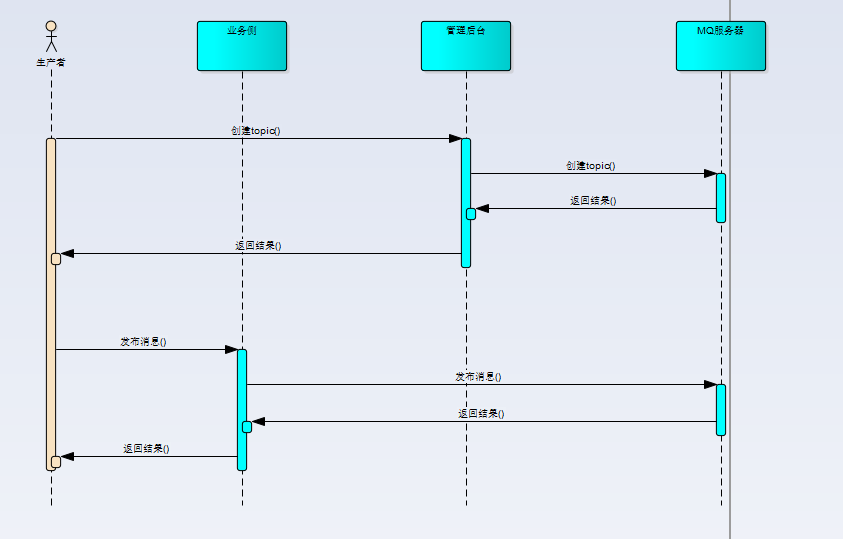 生产者
业务侧
管理后台
MQ服务器
创建topic()
创建topic()
返回结果()
返回结果()
发布消息()
发布消息()
返回结果()
返回结果()